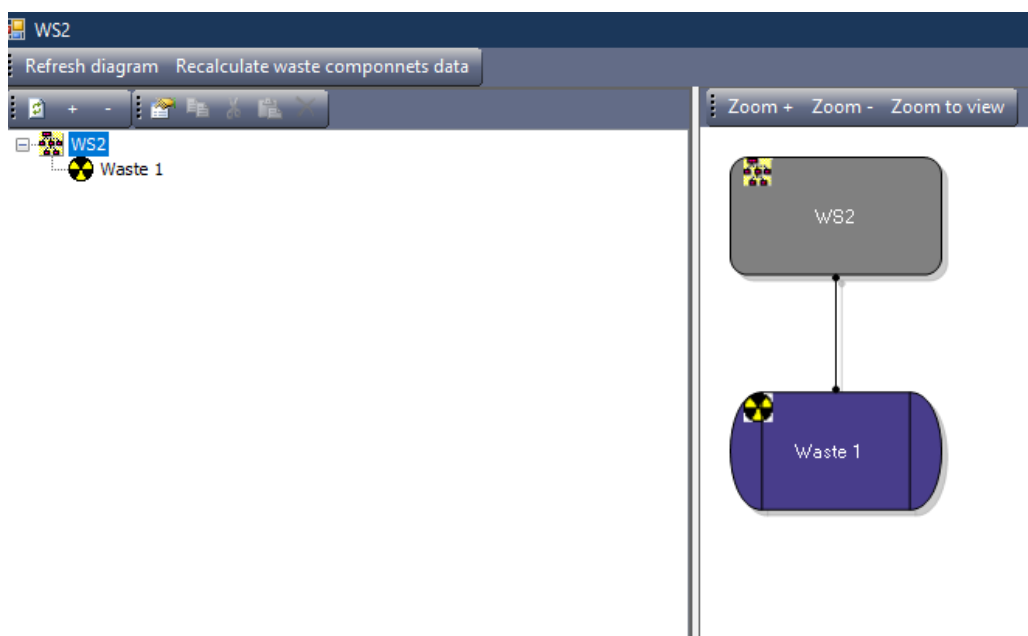 WS2
Refresh diagram Recalculate waste componnets data
+ -
Zoom + Zoom - Zoom to view
WS2
Waste 1
WS2
Waste 1